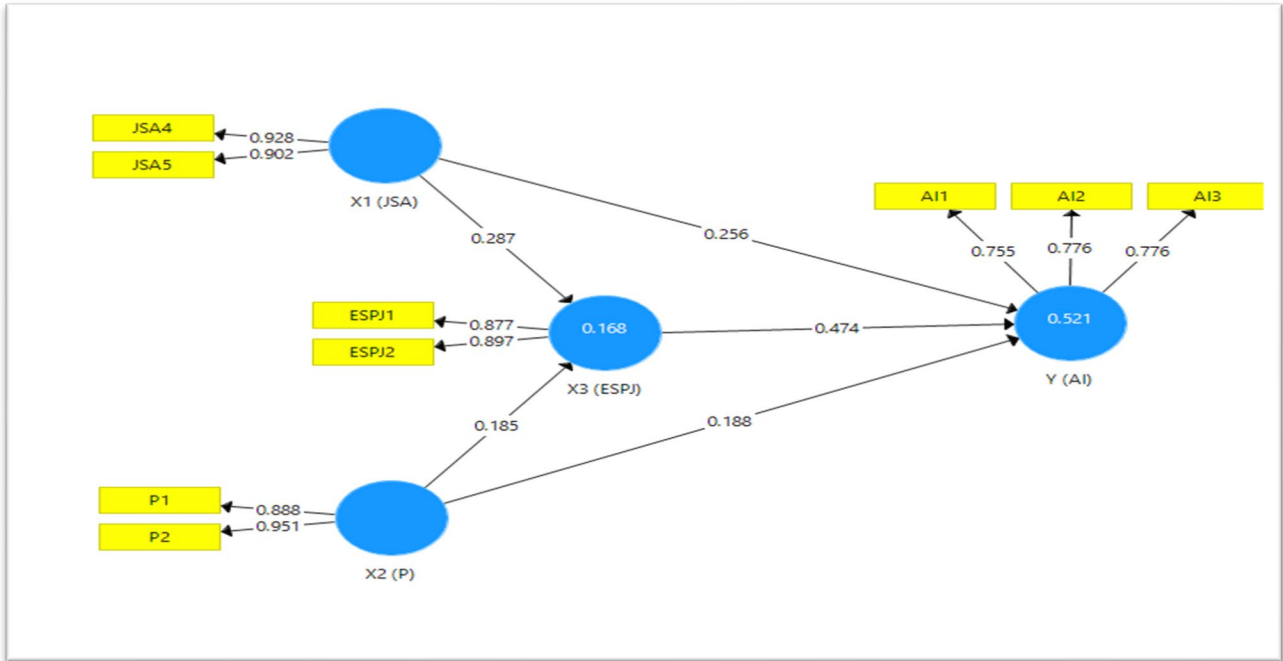 JSA4
JSA5
0.928
0.902
X1 (JSA)
AI1
AI2
AI3
0.755
0.776
0.776
0.287
0.256
ESPJ1
ESPJ2
0.877
0.897
0.168
X3 (ESPJ)
0.474
0.521
Y (AI)
0.185
0.188
P1
P2
0.888
0.951
X2 (P)